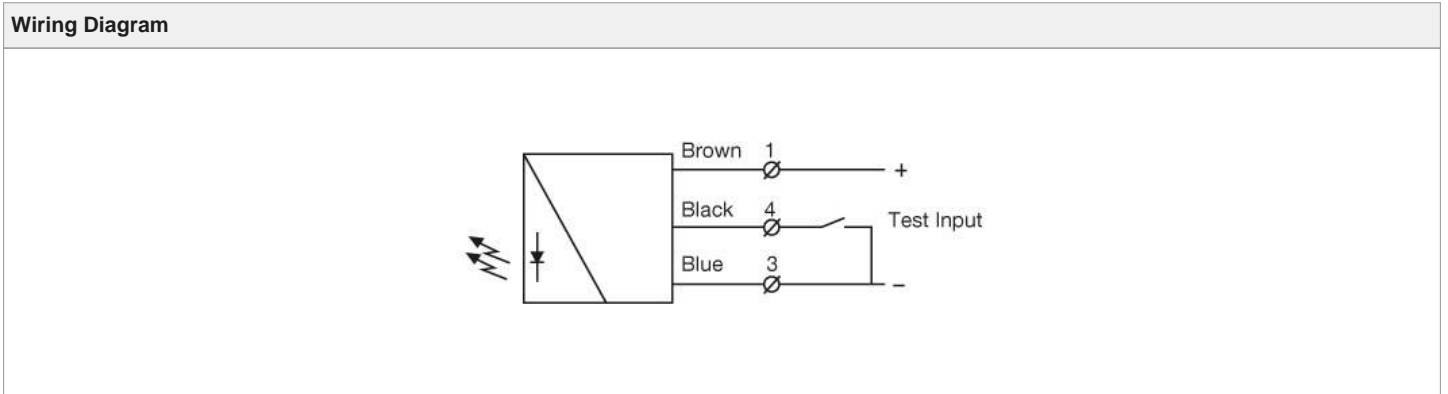 Wiring Diagram
Brown 1
+
Black 4
Test Input
Blue 3
–